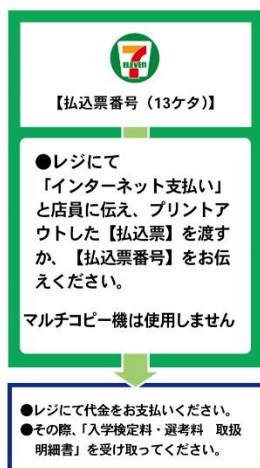 7
ELEVEN
【払込票番号（13ケタ）】
●レジにて
「インターネット支払い」
と店員に伝え、プリントア
ウトした【払込票】を渡す
か、【払込票番号】をお伝
えください。
マルチコピー機は使用しません
●レジにて代金をお支払いください。
●その際、「入学検定料・選考料　取扱
明細書」を受け取ってください。